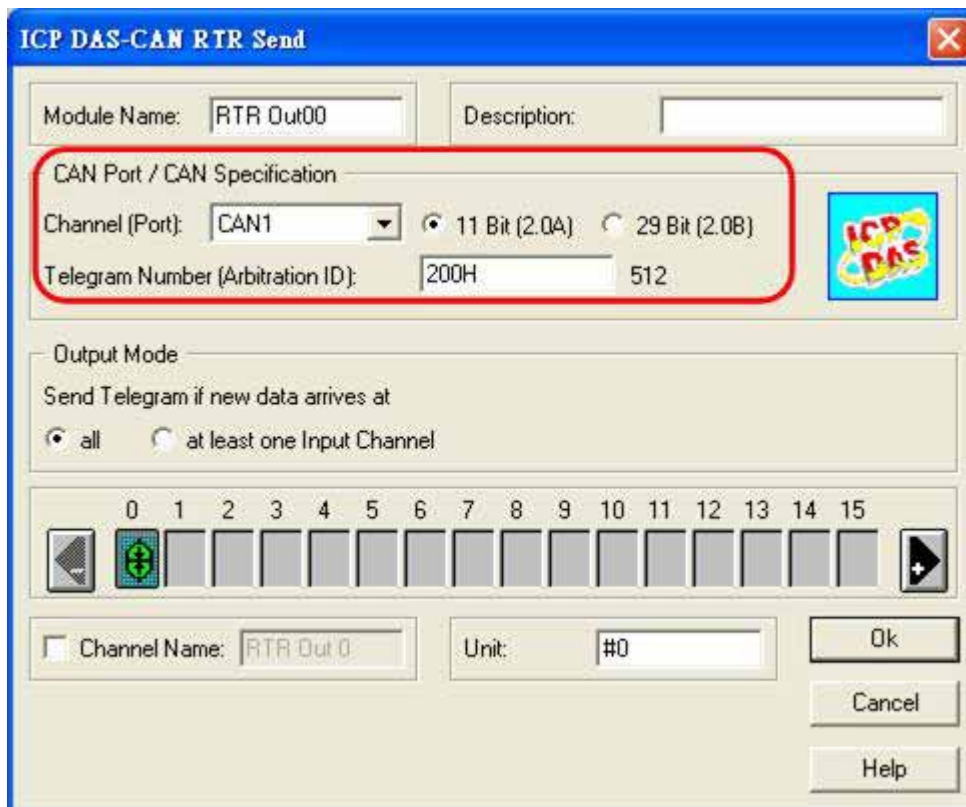 ICP DAS-CAN RTR Send
Module Name: RTR Out00 Description:
CAN Port / CAN Specification
Channel (Port): CAN1 11 Bit (2.0A) 29 Bit (2.0B)
Telegram Number (Arbitration ID): 200H 512
ICP
DAS
Output Mode
Send Telegram if new data arrives at
all at least one Input Channel
0 1 2 3 4 5 6 7 8 9 10 11 12 13 14 15
- +
Channel Name: RTR Out 0 Unit: #0
Ok
Cancel
Help